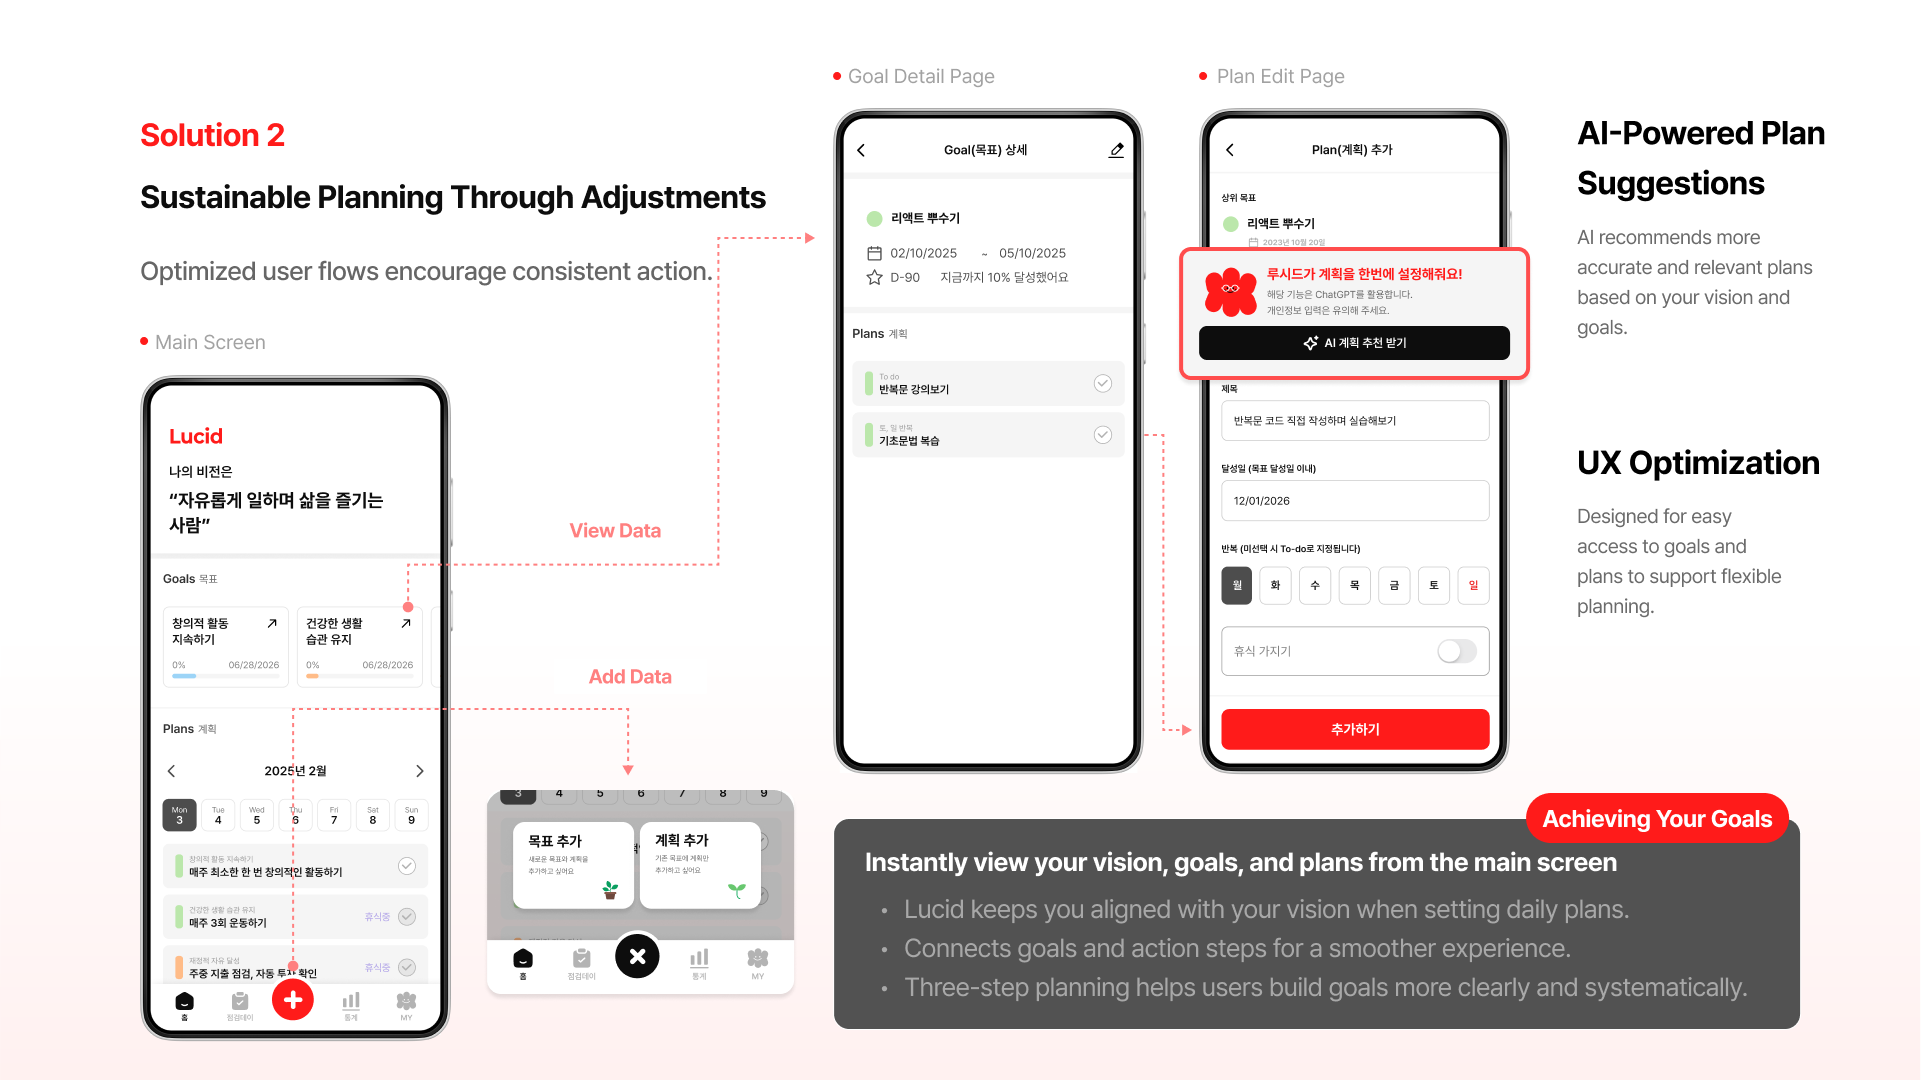 Solution 2
Sustainable Planning Through Adjustments
Optimized user flows encourage consistent action.
Main Screen
Lucid
나의 비전은
“자유롭게 일하며 삶을 즐기는
사람”
Goals 목표
창의적 활동
지속하기
0% 06/28/2026
건강한 생활
습관 유지
0% 06/28/2026
Plans 계획
2025년 2월
Mon Tue Wed Thu Fri Sat Sun
3 4 5 6 7 8 9
창의적 활동 지속하기
매주 최소한 한 번 창의적인 활동하기
건강한 생활 습관 유지
매주 3회 운동하기
휴식중
재정적 자유 달성
주중 지출 점검, 자동 투자 확인
휴식중
홈 점검데이 통계 MY
View Data
Add Data
3 4 5 6 7 8 9
목표 추가
새로운 목표와 계획을
추가하고 싶어요
계획 추가
기존 목표에 계획만
추가하고 싶어요
홈 점검데이 통계 MY
Goal Detail Page
Goal(목표) 상세
리액트 뿌수기
02/10/2025 ~ 05/10/2025
D-90 지금까지 10% 달성했어요
Plans 계획
To do
반복문 강의보기
토, 일 반복
기초문법 복습
Plan Edit Page
Plan(계획) 추가
상위 목표
리액트 뿌수기
2023년 10월 20일
루시드가 계획을 한번에 설정해줘요!
해당 기능은 ChatGPT를 활용합니다.
개인정보 입력은 유의해 주세요.
AI 계획 추천 받기
제목
반복문 코드 직접 작성하며 실습해보기
달성일 (목표 달성일 이내)
12/01/2026
반복 (미선택 시 To-do로 지정됩니다)
월 화 수 목 금 토 일
휴식 가지기
추가하기
AI-Powered Plan
Suggestions
AI recommends more
accurate and relevant plans
based on your vision and
goals.
UX Optimization
Designed for easy
access to goals and
plans to support flexible
planning.
Achieving Your Goals
Instantly view your vision, goals, and plans from the main screen
• Lucid keeps you aligned with your vision when setting daily plans.
• Connects goals and action steps for a smoother experience.
• Three-step planning helps users build goals more clearly and systematically.